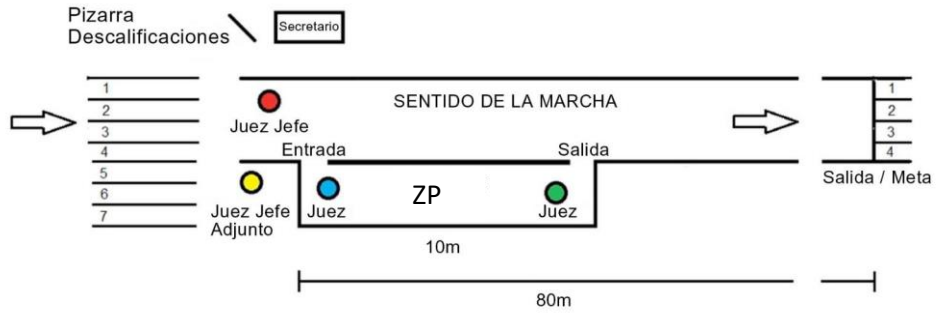 Pizarra
Descalificaciones
Secretario
1
2
3
4
5
6
7
Juez Jefe
SENTIDO DE LA MARCHA
1
2
3
4
Entrada
Salida
Salida / Meta
Juez Jefe
Adjunto
Juez
ZP
Juez
10m
80m